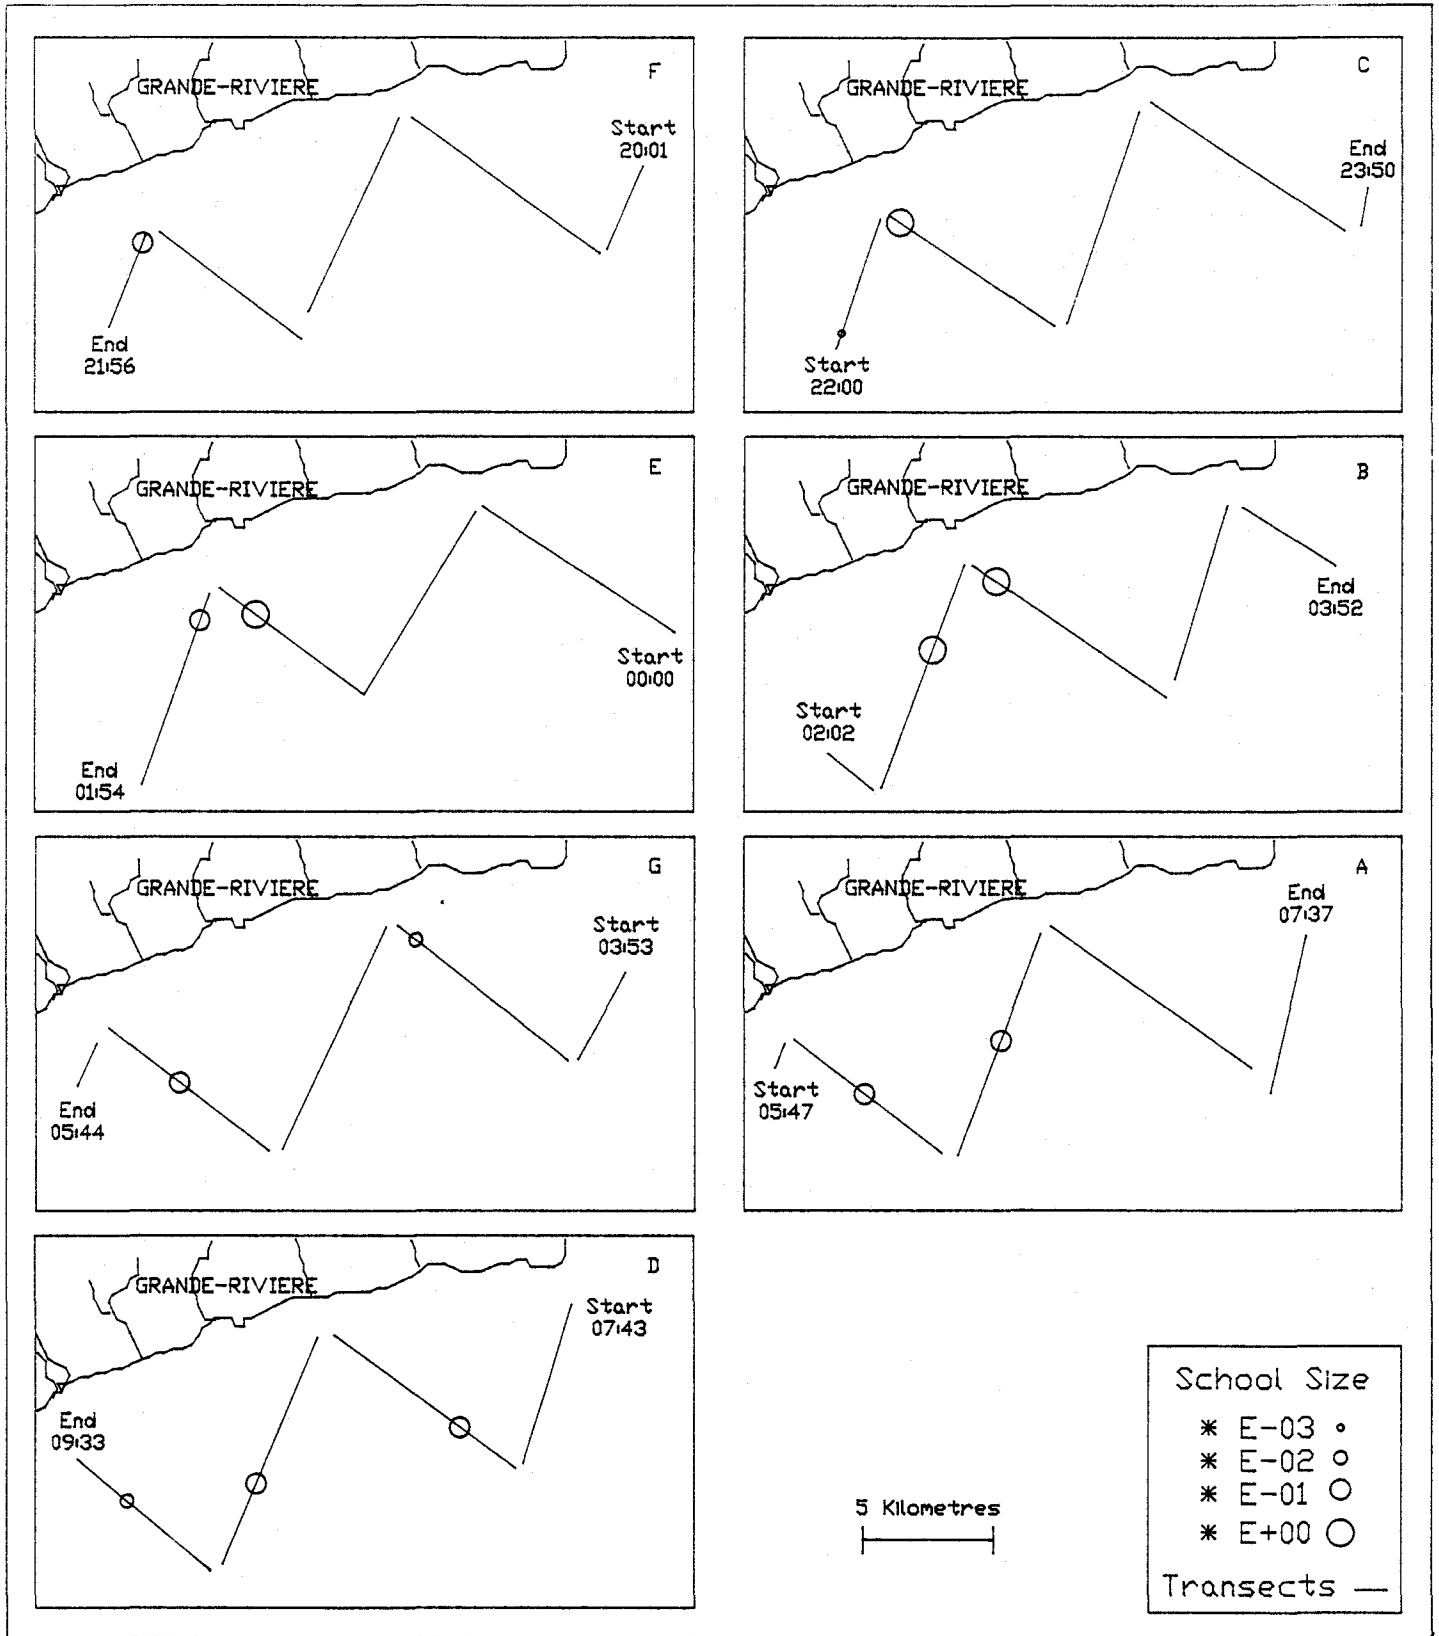 GRANDE-RIVIERE
F
Start
20:01
End
21:56
GRANDE-RIVIERE
C
End
23:50
Start
22:00
GRANDE-RIVIERE
E
Start
00:00
End
01:54
GRANDE-RIVIERE
B
End
03:52
Start
02:02
GRANDE-RIVIERE
G
Start
03:53
End
05:44
GRANDE-RIVIERE
A
End
07:37
Start
05:47
GRANDE-RIVIERE
D
Start
07:43
End
09:33
5 Kilometres
School Size
* E-03
* E-02
* E-01
* E+00
Transects